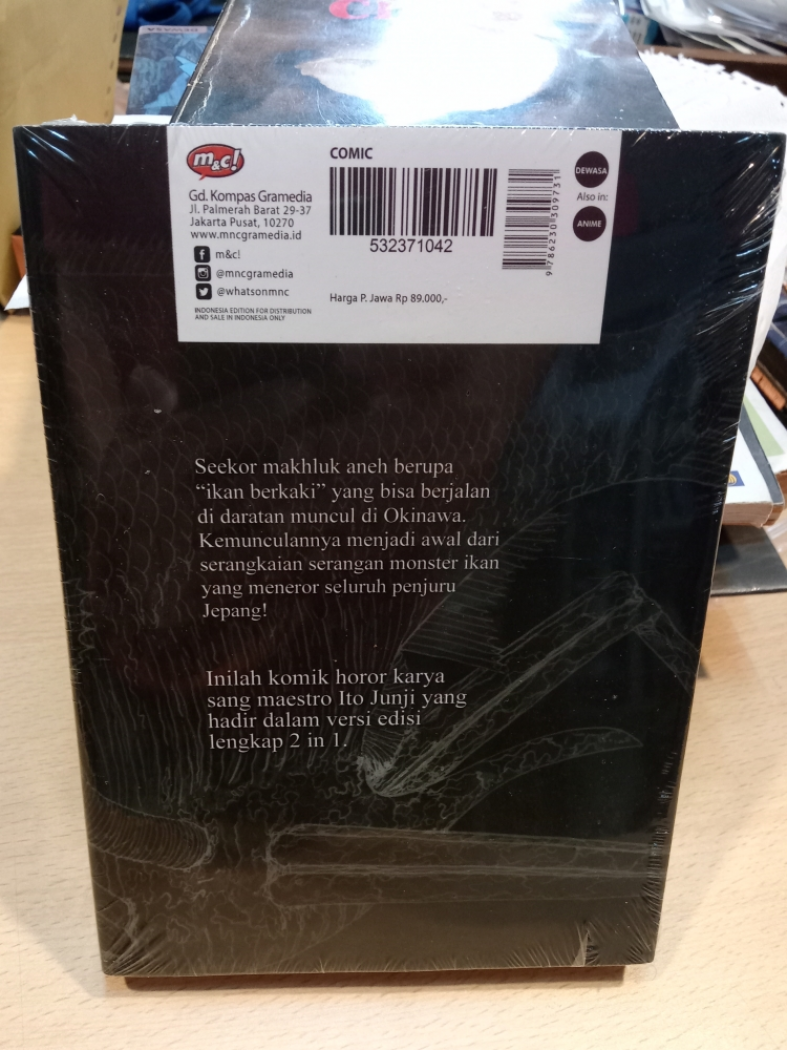 m&c!
Gd. Kompas Gramedia
Jl. Palmerah Barat 29-37
Jakarta Pusat, 10270
www.mncgramedia.id
m&c!
@mncgramedia
@whatsonmnc
INDONESIA EDITION FOR DISTRIBUTION
AND SALE IN INDONESIA ONLY
COMIC
532371042
Harga P. Jawa Rp 89.000,-
9 786230 309731
DEWASA
Also in:
ANIME
Seekor makhluk aneh berupa
“ikan berkaki” yang bisa berjalan
di daratan muncul di Okinawa.
Kemunculannya menjadi awal dari
serangkaian serangan monster ikan
yang meneror seluruh penjuru
Jepang!
Inilah komik horor karya
sang maestro Ito Junji yang
hadir dalam versi edisi
lengkap 2 in 1.